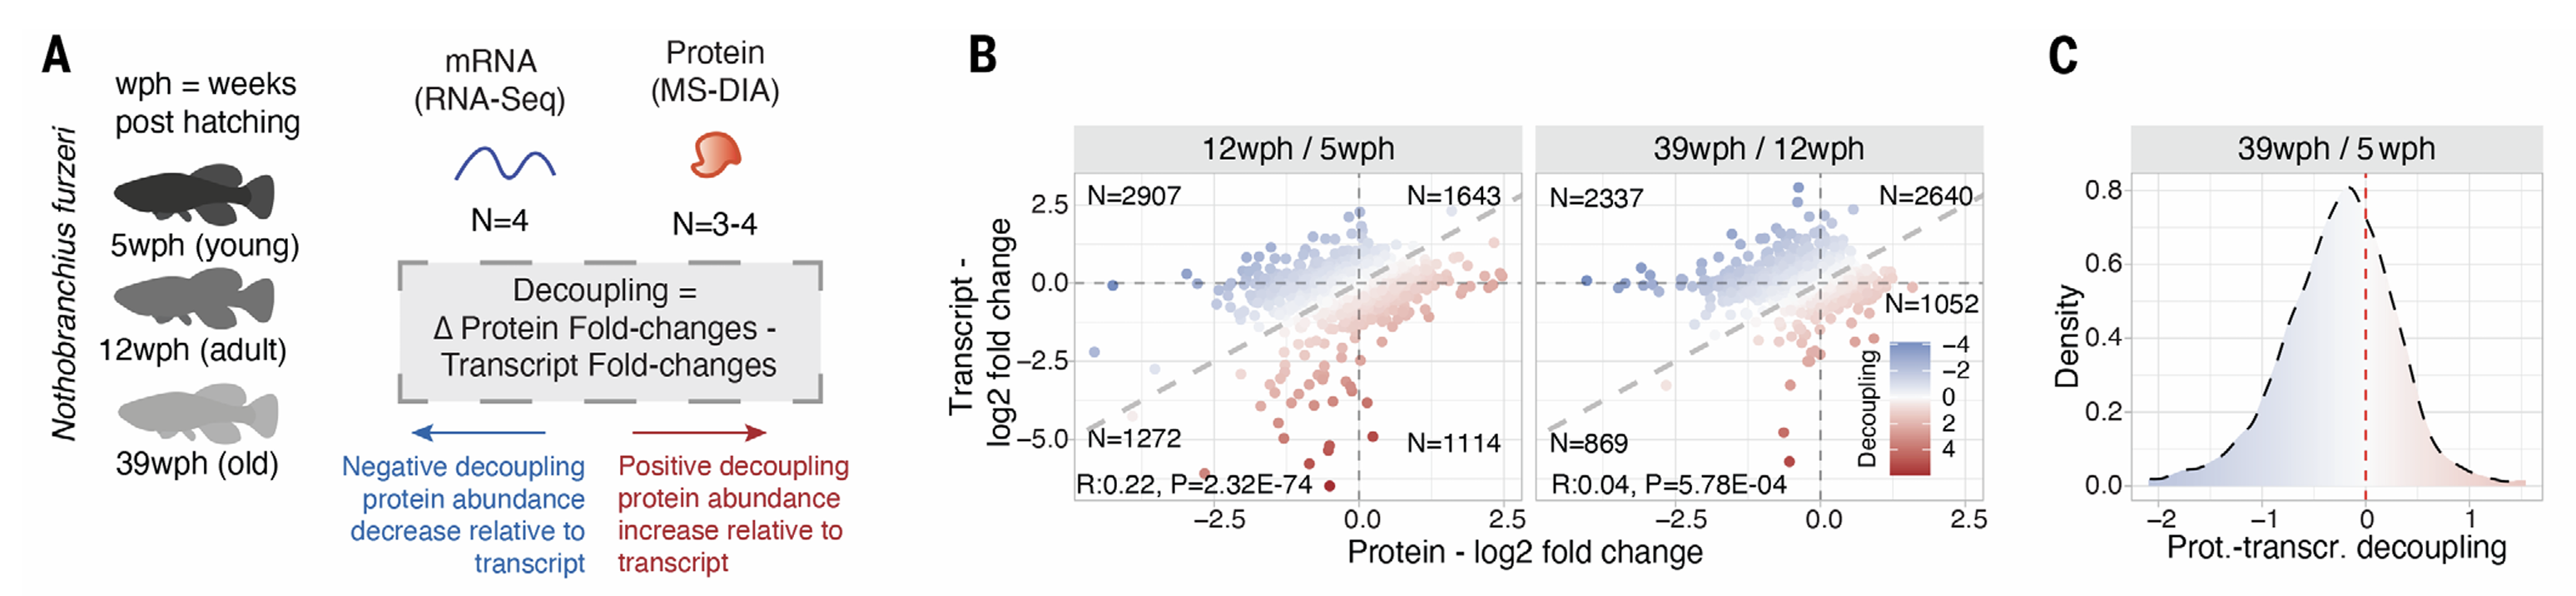 A
wph = weeks
post hatching
Nothobranchius furzeri
5wph (young)
12wph (adult)
39wph (old)
mRNA
(RNA-Seq)
N=4
Protein
(MS-DIA)
N=3-4
Decoupling =
Δ Protein Fold-changes -
Transcript Fold-changes
Negative decoupling
protein abundance
decrease relative to
transcript
Positive decoupling
protein abundance
increase relative to
transcript
B
12wph / 5wph
39wph / 12wph
Transcript -
log2 fold change
2.5
0.0
−2.5
−5.0
N=2907
N=1643
N=1272
N=1114
R:0.22, P=2.32E-74
N=2337
N=2640
N=1052
N=869
R:0.04, P=5.78E-04
Decoupling
−4
−2
0
2
4
−2.5
0.0
2.5
−2.5
0.0
2.5
Protein - log2 fold change
C
39wph / 5 wph
Density
0.8
0.6
0.4
0.2
0.0
−2
−1
0
1
Prot.-transcr. decoupling